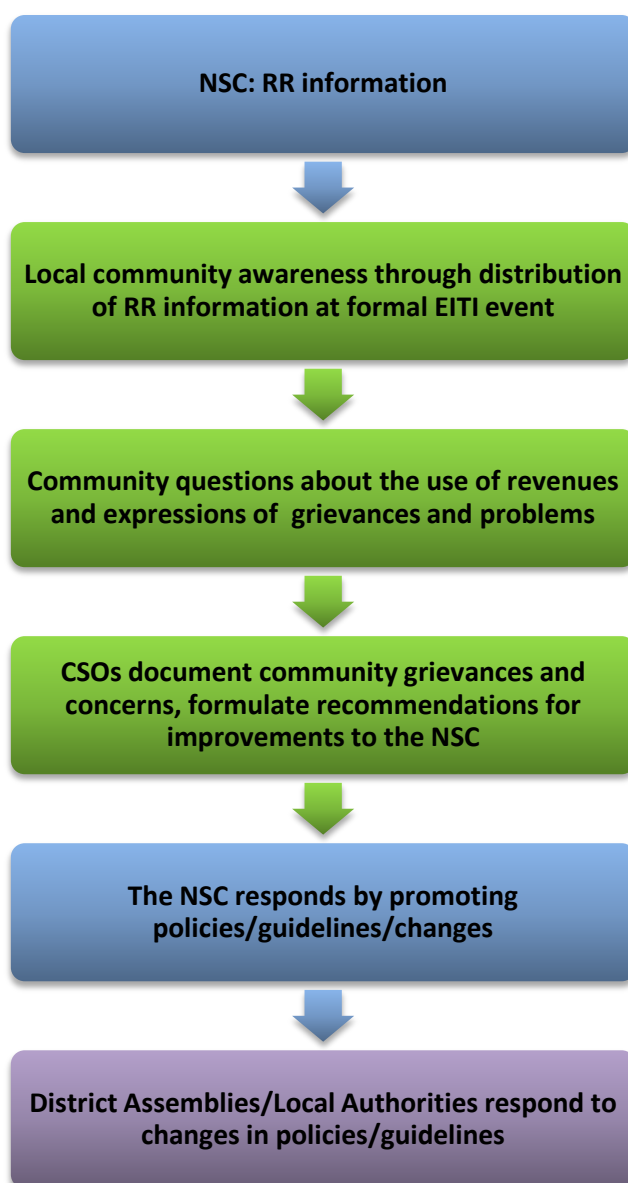 NSC: RR information
Local community awareness through distribution
of RR information at formal EITI event
Community questions about the use of revenues
and expressions of  grievances and problems
CSOs document community grievances and
concerns, formulate recommendations for
improvements to the NSC
The NSC responds by promoting
policies/guidelines/changes
District Assemblies/Local Authorities respond to
changes in policies/guidelines